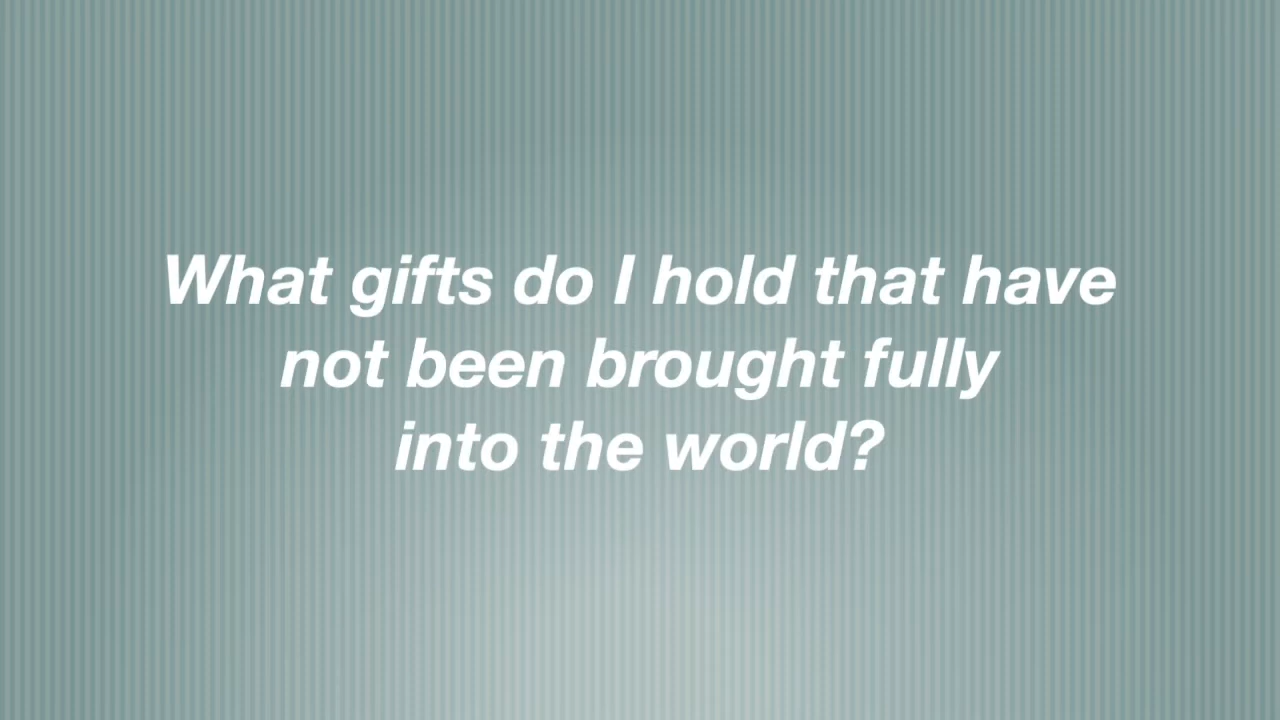 What gifts do I hold that have
not been brought fully
into the world?